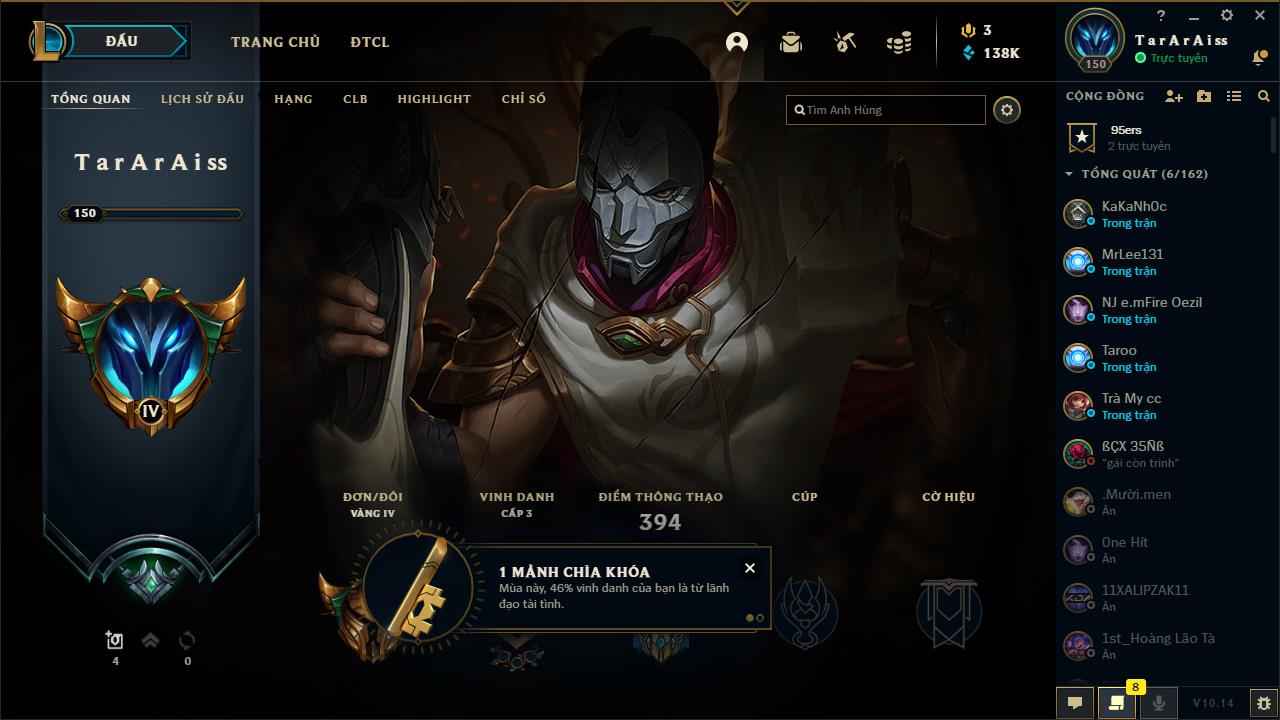 ĐẤU
TRANG CHỦ
ĐTCL
3
138K
?
TarArAiss
150
Trực tuyến
TỔNG QUAN
LỊCH SỬ ĐẤU
HẠNG
CLB
HIGHLIGHT
CHỈ SỐ
Tìm Anh Hùng
CỘNG ĐỒNG
95ers
2 trực tuyến
TỔNG QUÁT (6/162)
KaKaNh0c
Trong trận
MrLee131
Trong trận
NJ e.mFire Oezil
Trong trận
Taroo
Trong trận
Trà My cc
Trong trận
ßÇX 35Ñß
"gái còn trinh"
.Mười.men
Ẩn
One Hít
Ẩn
11XALIPZAK11
Ẩn
1st_Hoàng Lão Tà
Ẩn
TarArAiss
150
IV
4
0
ĐƠN/ĐÔI
VÀNG IV
VINH DANH
CẤP 3
ĐIỂM THÔNG THẠO
394
CÚP
CỜ HIỆU
1 MẢNH CHÌA KHÓA
Mùa này, 46% vinh danh của bạn là từ lãnh
đạo tài tình.
8
V10.14